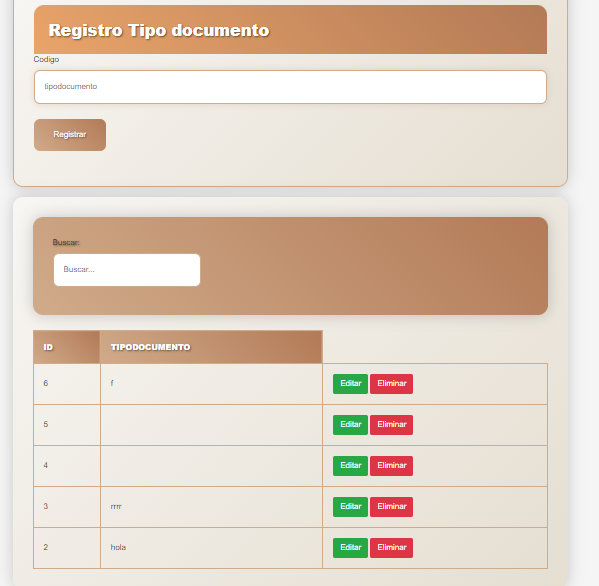 Registro Tipo documento
Codigo
tipodocumento
Registrar
Buscar:
Buscar...
ID TIPODOCUMENTO
6 f Editar Eliminar
5 Editar Eliminar
4 Editar Eliminar
3 rrrr Editar Eliminar
2 hola Editar Eliminar